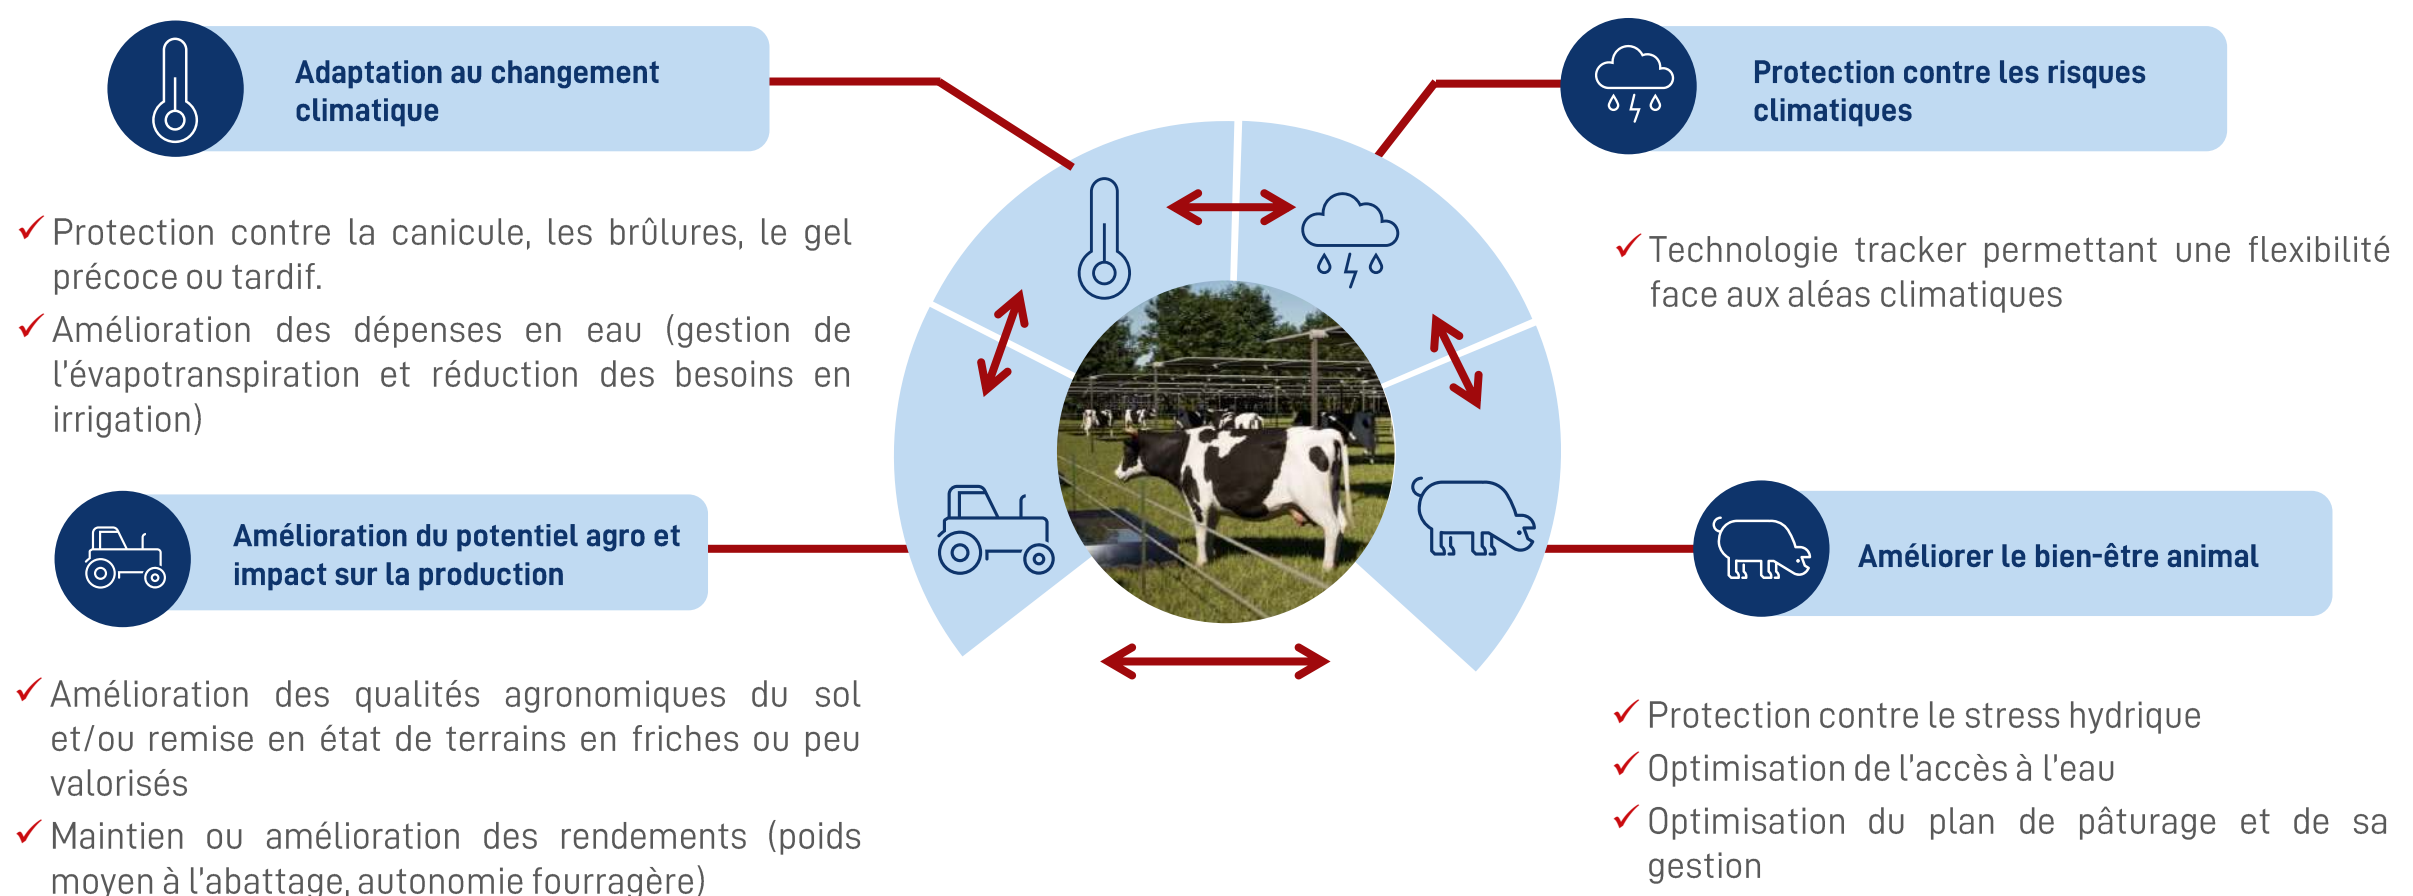 Adaptation au changement
climatique
Protection contre la canicule, les brûlures, le gel
précoce ou tardif.
Amélioration des dépenses en eau (gestion de
l'évapotranspiration et réduction des besoins en
irrigation)
Amélioration du potentiel agro et
impact sur la production
Amélioration des qualités agronomiques du sol
et/ou remise en état de terrains en friches ou peu
valorisés
Maintien ou amélioration des rendements (poids
moyen à l'abattage, autonomie fourragère)
Protection contre les risques
climatiques
Technologie tracker permettant une flexibilité
face aux aléas climatiques
Améliorer le bien-être animal
Protection contre le stress hydrique
Optimisation de l'accès à l'eau
Optimisation du plan de pâturage et de sa
gestion